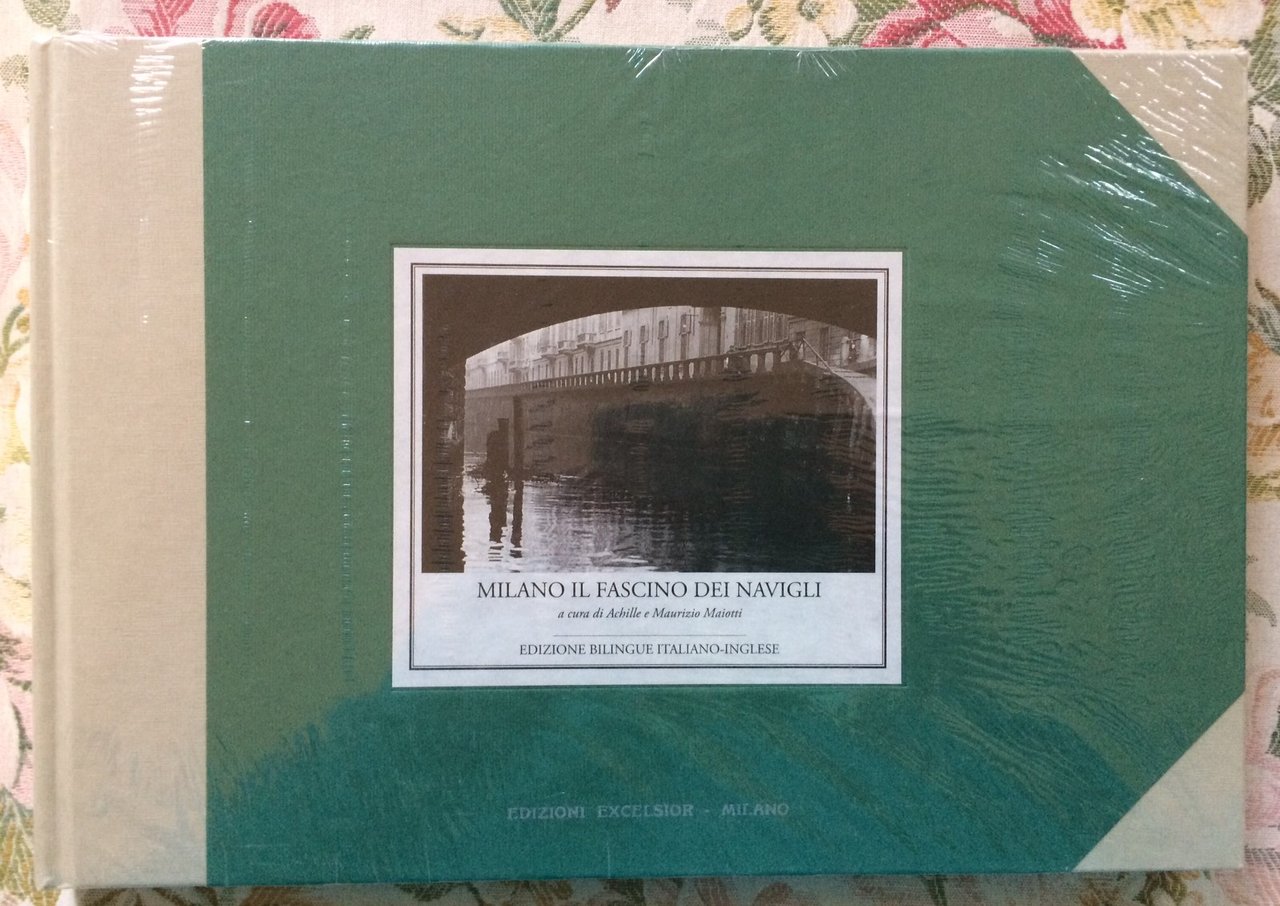 MILANO IL FASCINO DEI NAVIGLI
a cura di Achille e Maurizio Maiotti
EDIZIONE BILINGUE ITALIANO-INGLESE
EDIZIONI EXCELSIOR - MILANO